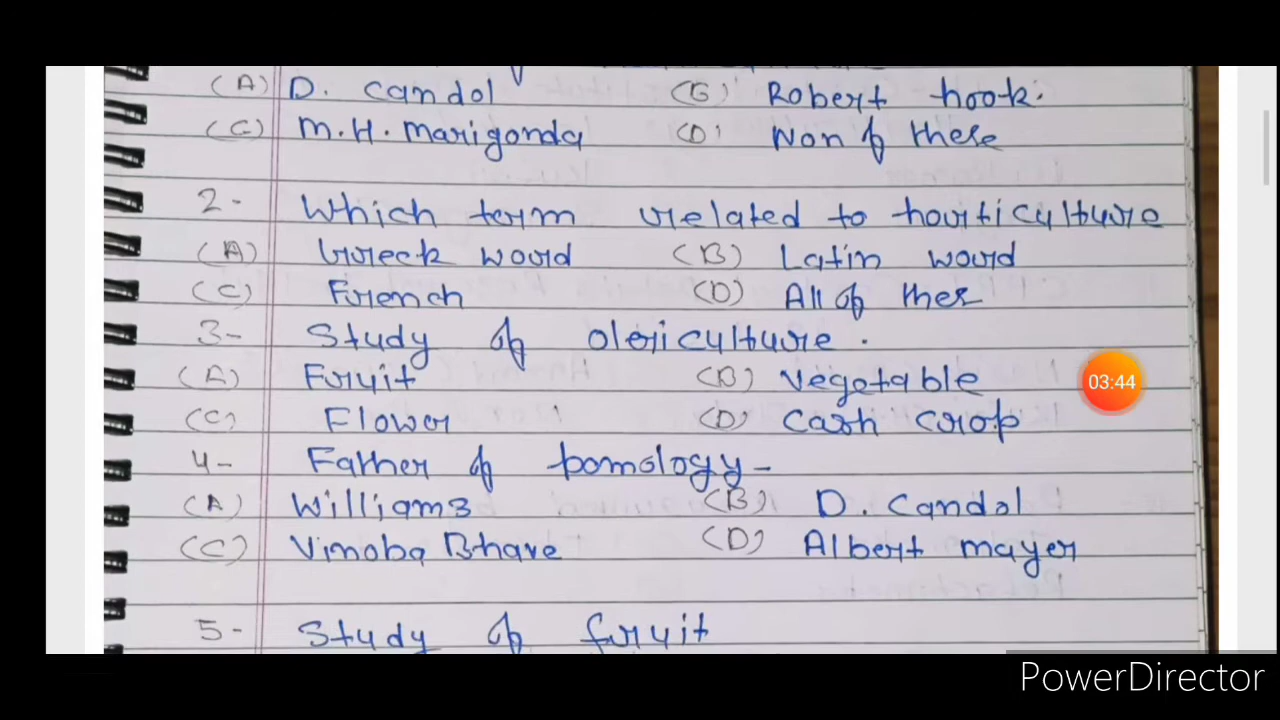 (A) D. Candol (B) Robert hook.
(C) M.H. Marigonda (D) Non of these
2- Which term related to horticulture
(A) Greek word (B) Latin word
(C) French (D) All of thes
3- Study of olericulture.
(A) Fruit (B) Vegetable
(C) Flower (D) Cash crop
03:44
4- Father of pomology-
(A) Williams (B) D. Candol
(C) Vinoba Bhave (D) Albert mayer
5- Study of fruit
PowerDirector